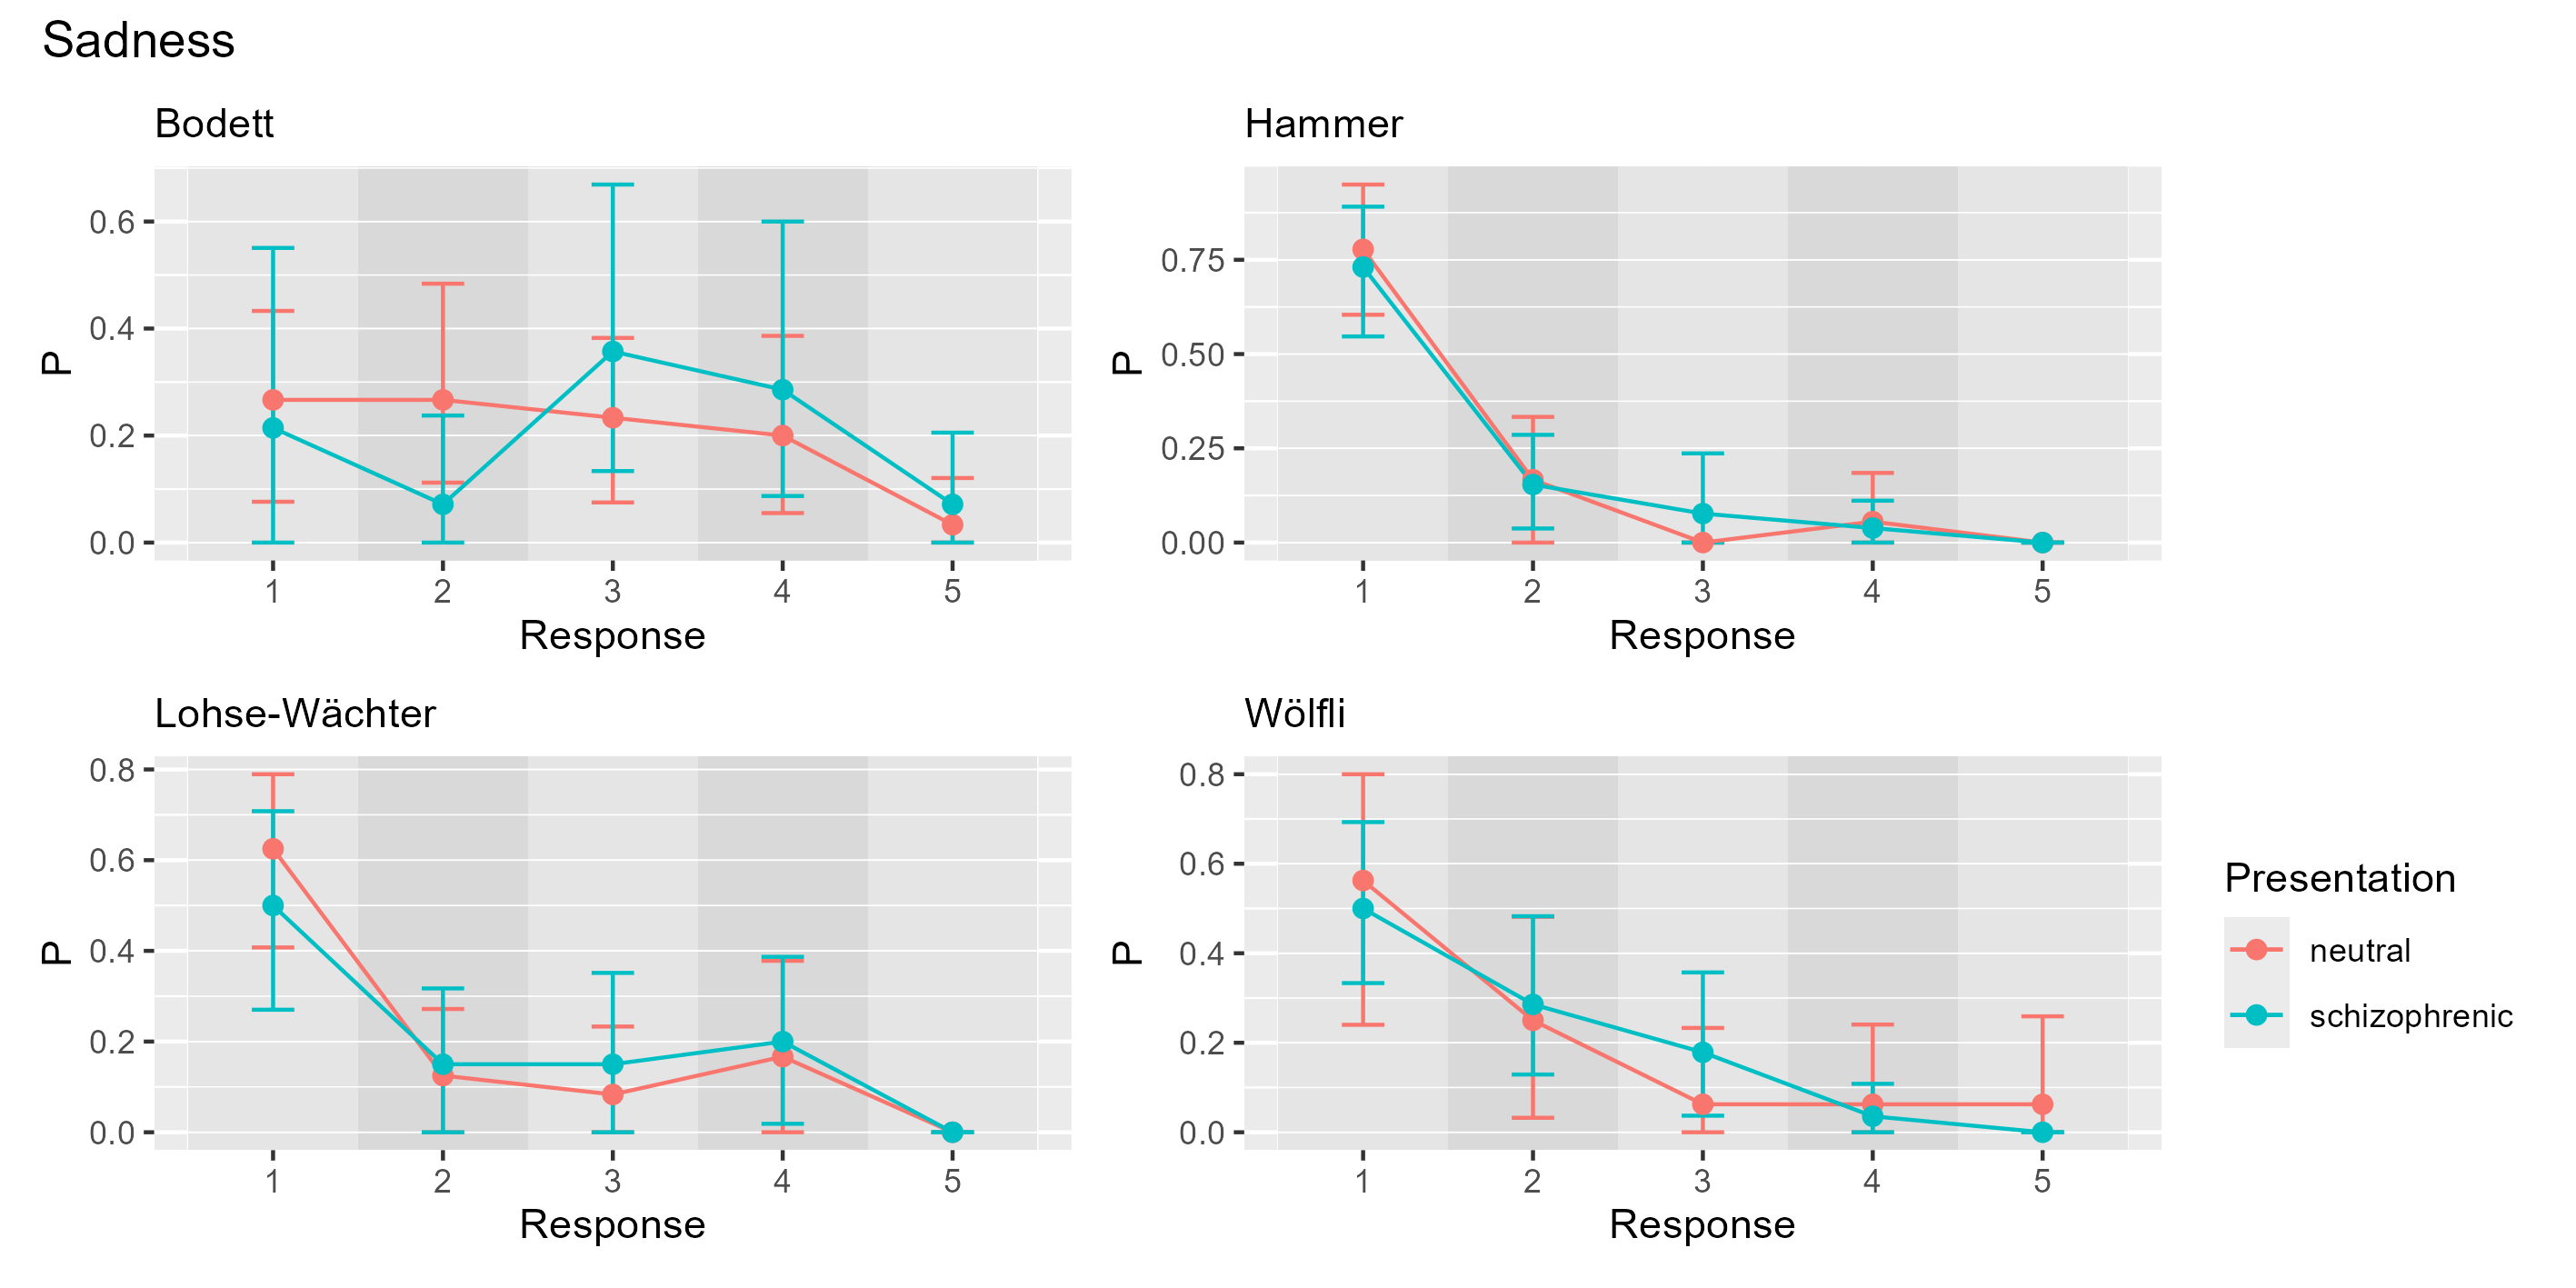 Sadness
Bodett
P
0.6
0.4
0.2
0.0
1 2 3 4 5
Response
Hammer
P
0.75
0.50
0.25
0.00
1 2 3 4 5
Response
Lohse-Wächter
P
0.8
0.6
0.4
0.2
0.0
1 2 3 4 5
Response
Wölfli
P
0.8
0.6
0.4
0.2
0.0
1 2 3 4 5
Response
Presentation
neutral
schizophrenic